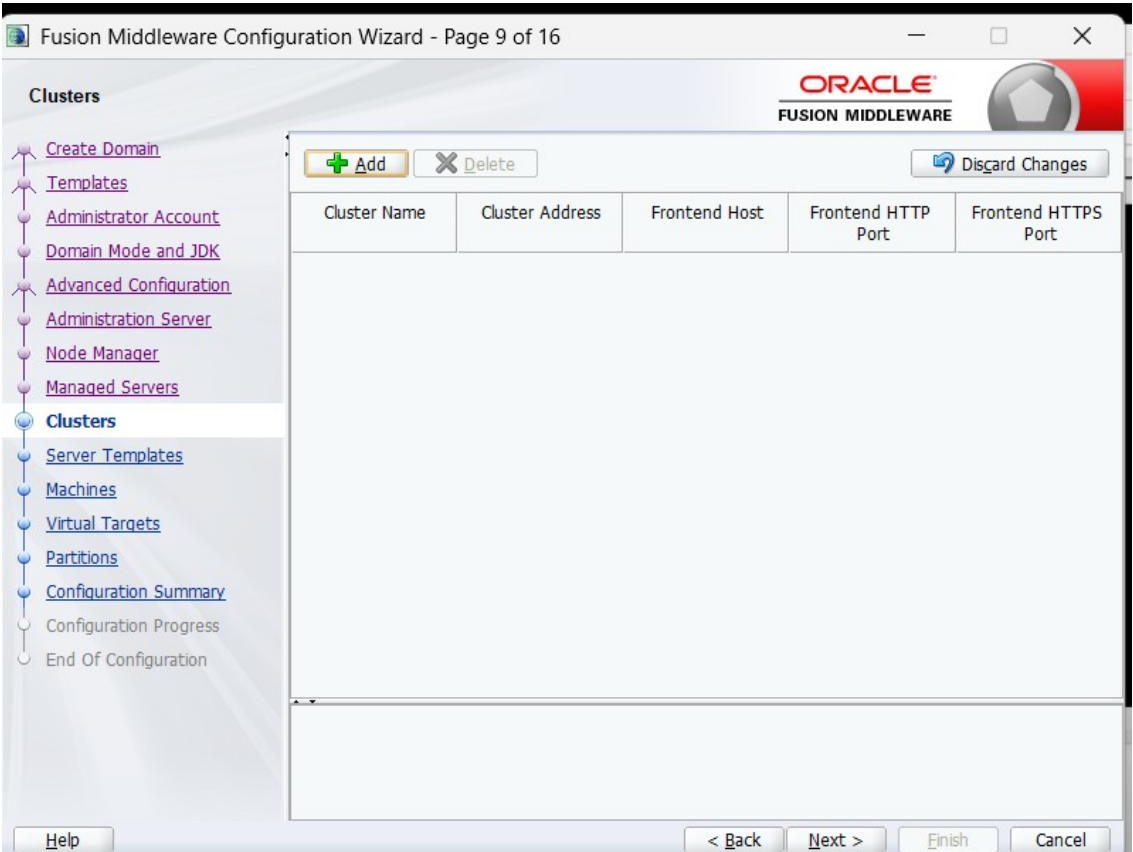 Fusion Middleware Configuration Wizard - Page 9 of 16
Clusters
ORACLE
FUSION MIDDLEWARE
Create Domain
Templates
Administrator Account
Domain Mode and JDK
Advanced Configuration
Administration Server
Node Manager
Managed Servers
Clusters
Server Templates
Machines
Virtual Targets
Partitions
Configuration Summary
Configuration Progress
End Of Configuration
Add
Delete
Discard Changes
Cluster Name
Cluster Address
Frontend Host
Frontend HTTP
Port
Frontend HTTPS
Port
Help
< Back
Next >
Finish
Cancel